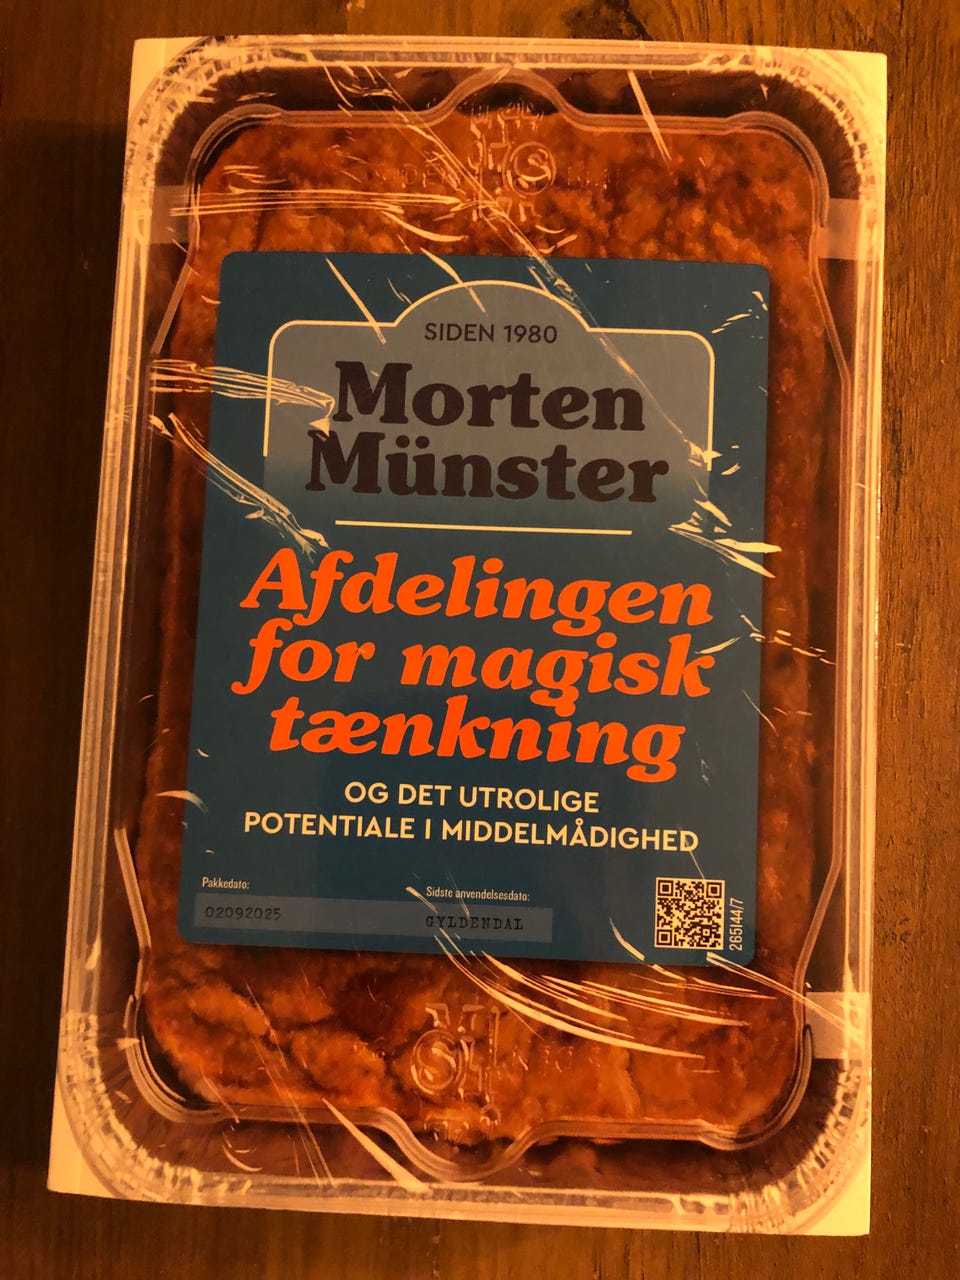 SIDEN 1980
Morten
Münster
Afdelingen
for magisk
tænkning
OG DET UTROLIGE
POTENTIALE I MIDDELMÅDIGHED
Pakkedato:
Sidste anvendelsesdato:
02092025
GYLDENDAL
265144/7